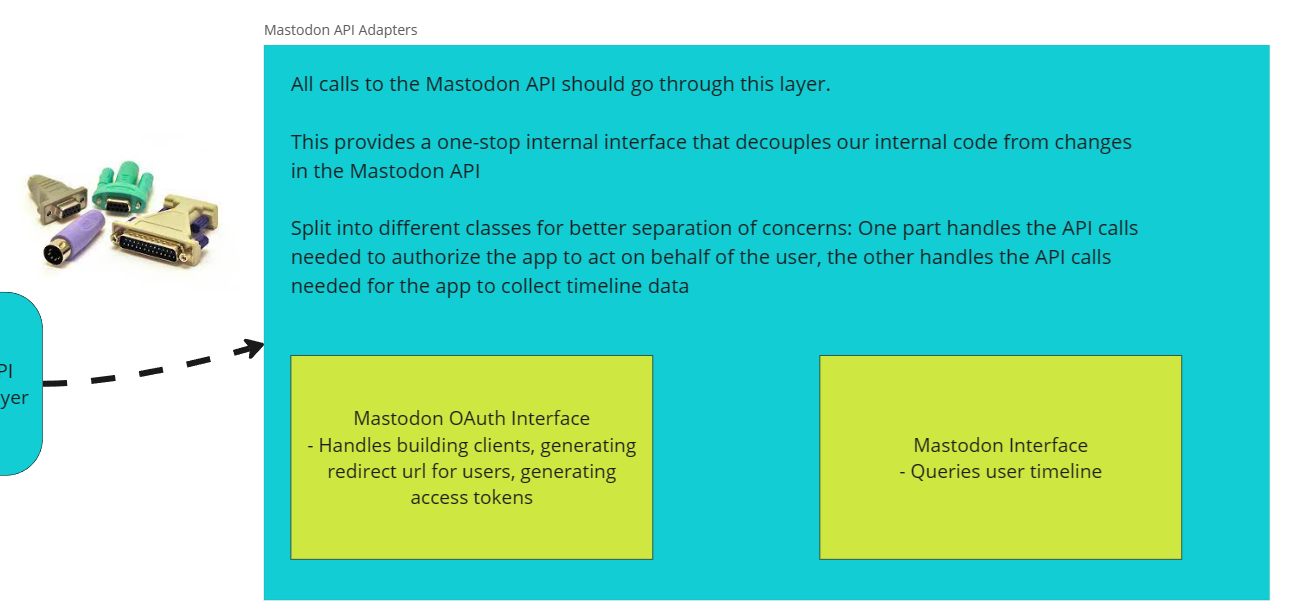 Mastodon API Adapters
All calls to the Mastodon API should go through this layer.
This provides a one-stop internal interface that decouples our internal code from changes
in the Mastodon API
Split into different classes for better separation of concerns: One part handles the API calls
needed to authorize the app to act on behalf of the user, the other handles the API calls
needed for the app to collect timeline data
PI
yer
Mastodon OAuth Interface
- Handles building clients, generating
redirect url for users, generating
access tokens
Mastodon Interface
- Queries user timeline